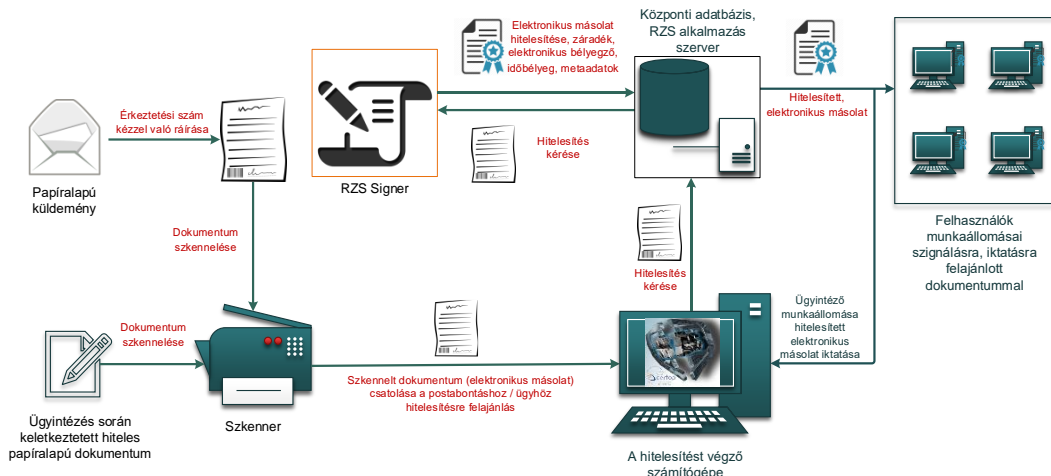 Elektronikus másolat
hitelesítése, záradék,
elektronikus bélyegző,
időbélyeg, metaadatok
Központi adatbázis,
RZS alkalmazás
szerver
Hitelesített,
elektronikus másolat
Érkeztetési szám
kézzel való ráírása
Hitelesítés
kérése
Papíralapú
küldemény
RZS Signer
Felhasználók
munkaállomásai
szignálásra, iktatásra
felajánlott
dokumentummal
Dokumentum
szkennelése
Hitelesítés
kérése
Ügyintéző
munkaállomása
hitelesített
elektronikus
másolat iktatása
Dokumentum
szkennelése
Szkennelt dokumentum (elektronikus másolat)
csatolása a postabontáshoz / ügyhöz
hitelesítésre felajánlás
Ügyintézés során
keletkeztetett hiteles
papíralapú dokumentum
Szkenner
A hitelesítést végző
számítógépe